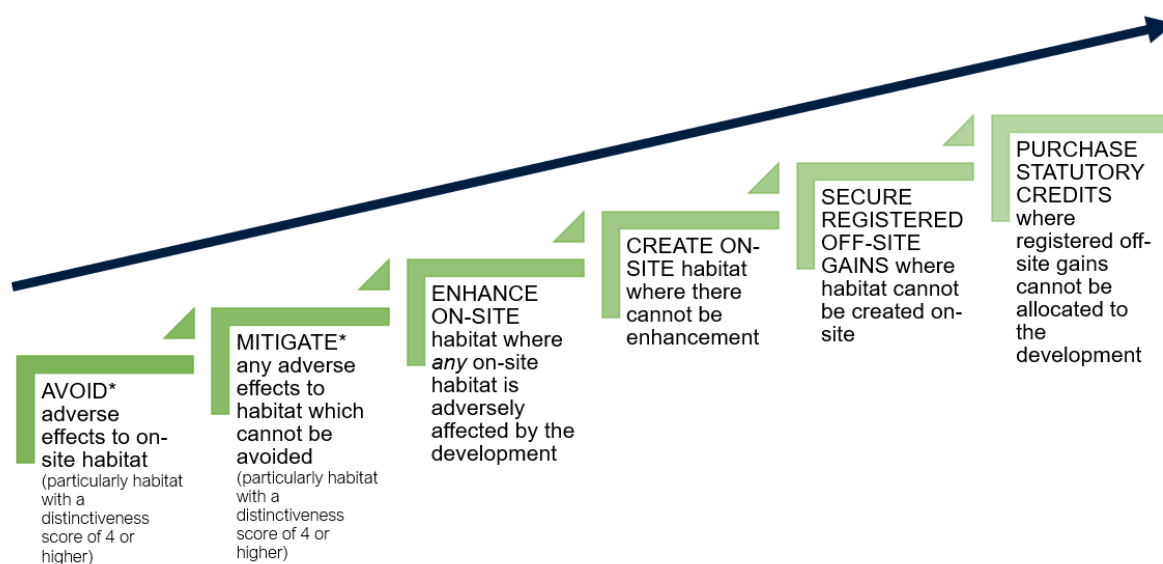 AVOID*
adverse
effects to on-
site habitat
(particularly habitat
with a
distinctiveness
score of 4 or
higher)
MITIGATE*
any adverse
effects to
habitat which
cannot be
avoided
(particularly habitat
with a
distinctiveness
score of 4 or
higher)
ENHANCE
ON-SITE
habitat where
any on-site
habitat is
adversely
affected by the
development
CREATE ON-
SITE habitat
where there
cannot be
enhancement
SECURE
REGISTERED
OFF-SITE
GAINS where
habitat cannot
be created on-
site
PURCHASE
STATUTORY
CREDITS
where
registered off-
site gains
cannot be
allocated to
the
development